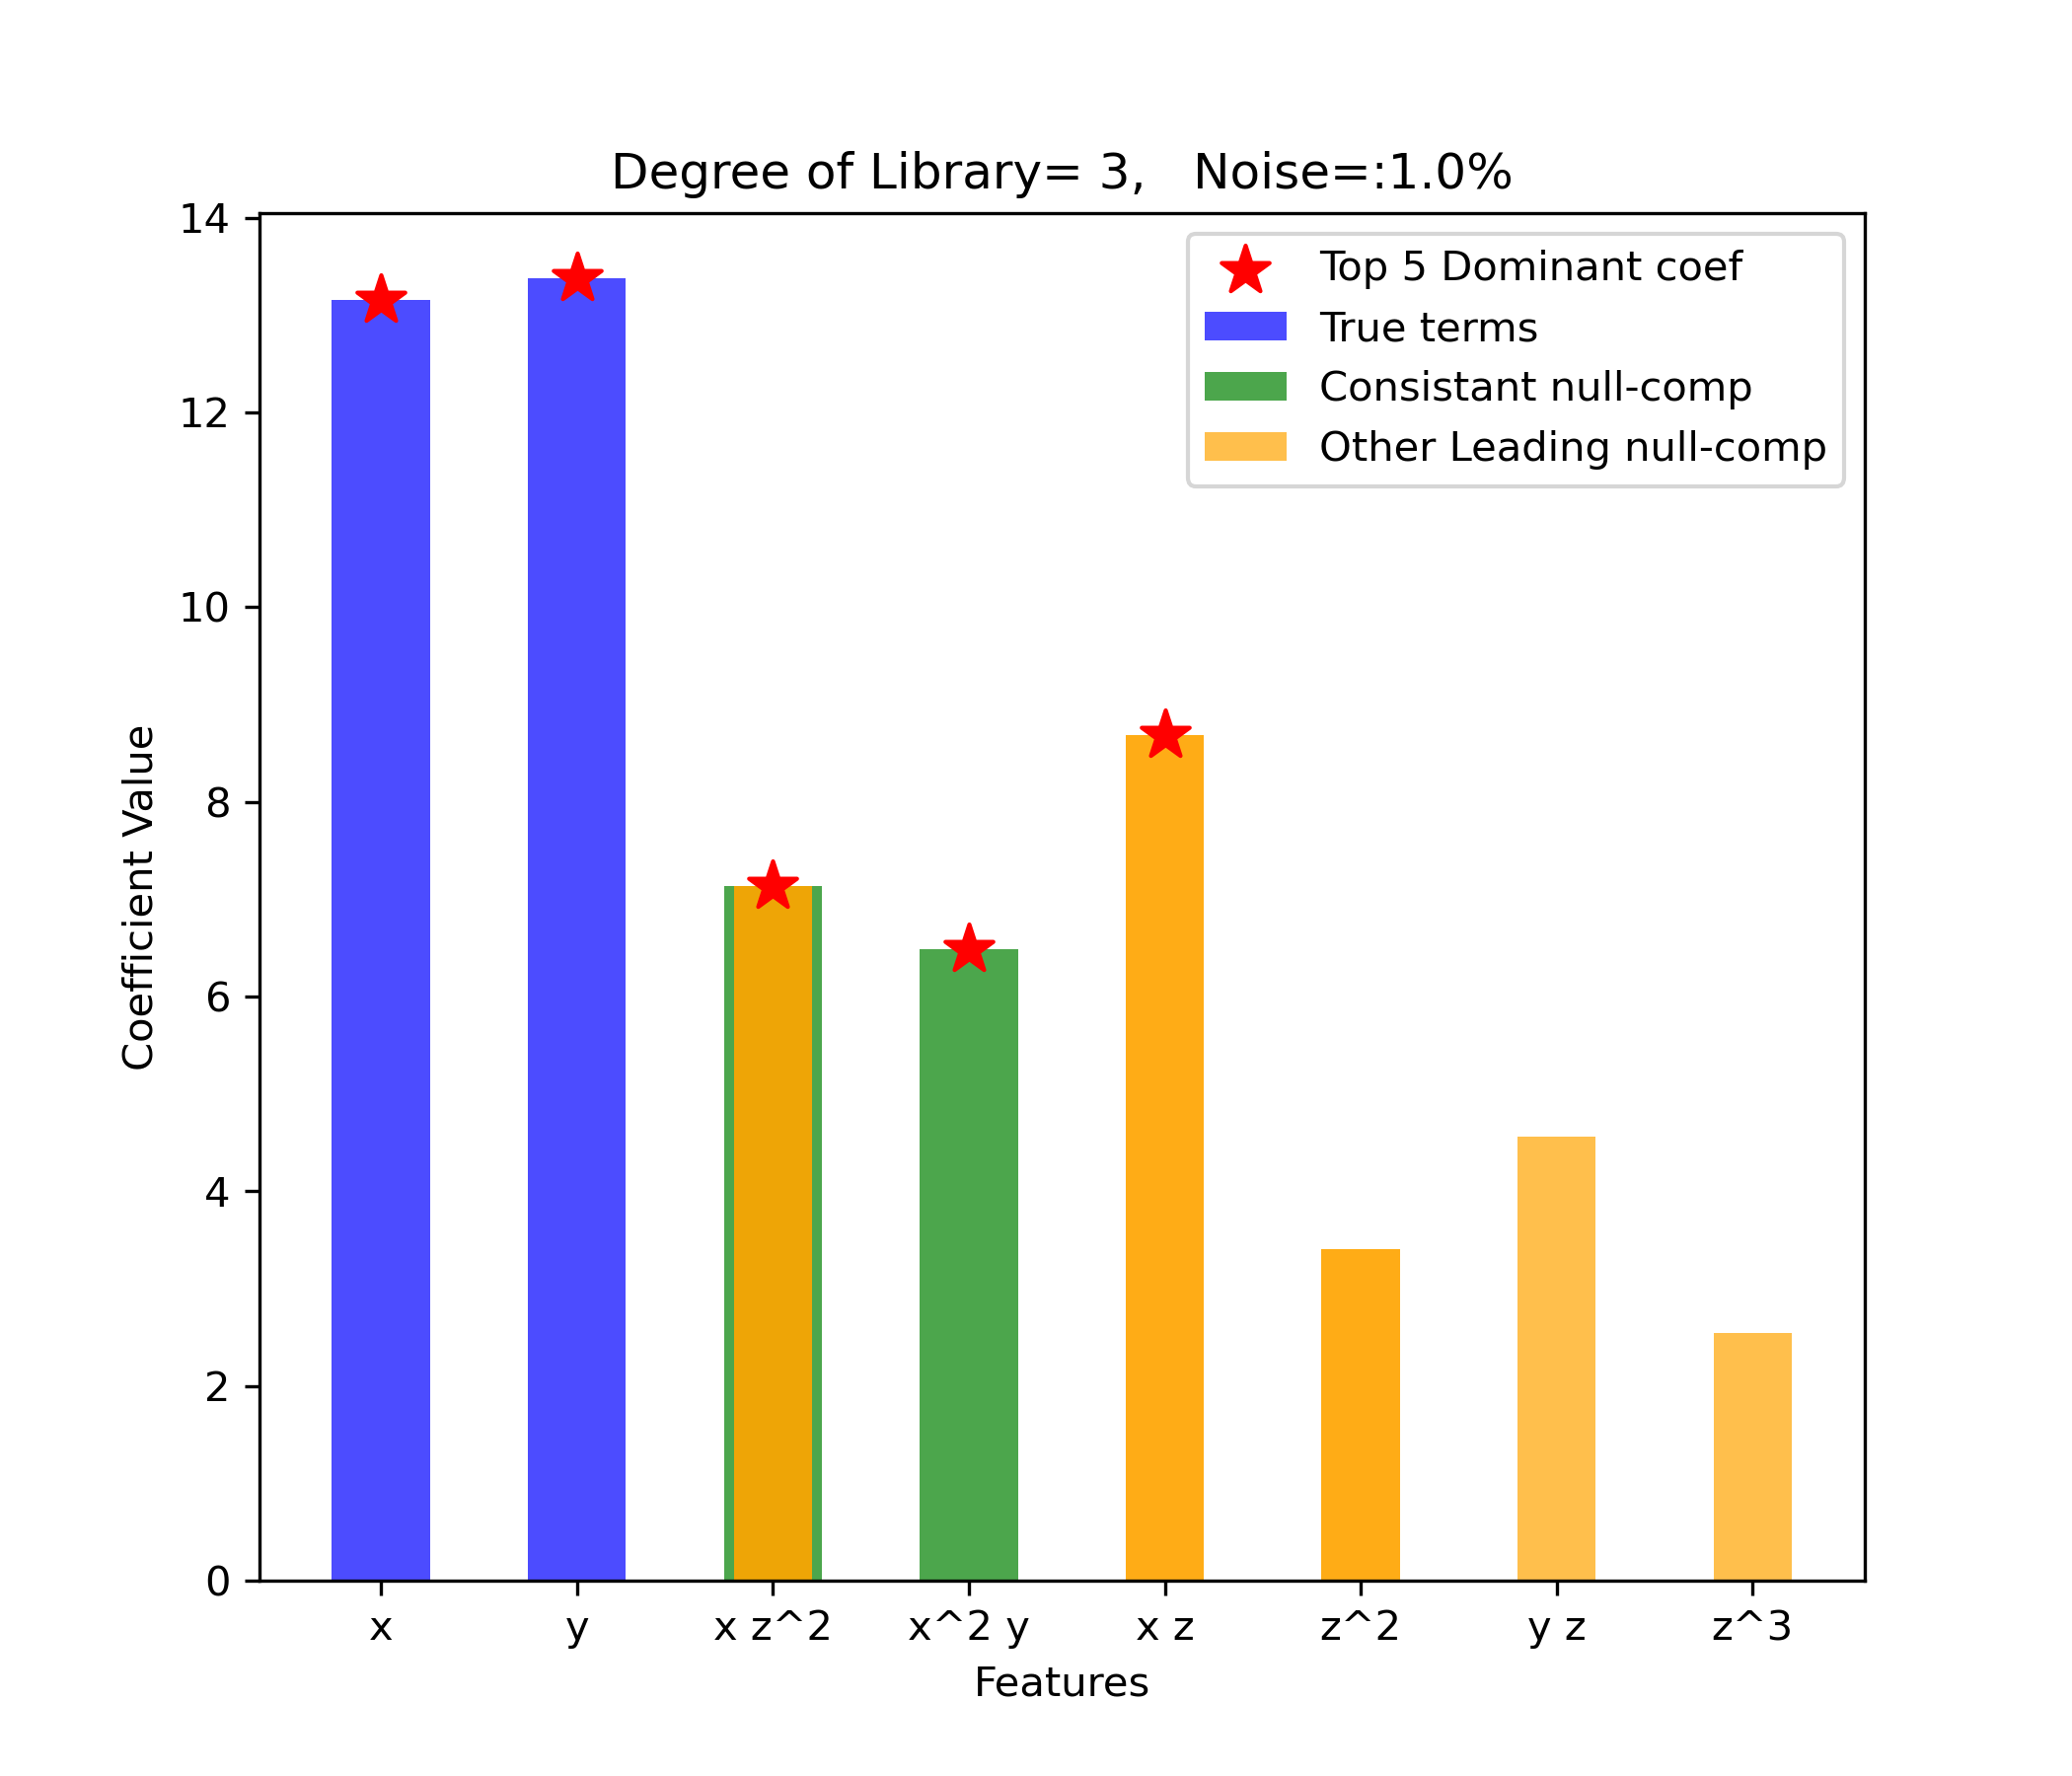 Degree of Library= 3,   Noise=:1.0%
Top 5 Dominant coef
True terms
Consistant null-comp
Other Leading null-comp
Coefficient Value
14
12
10
8
6
4
2
0
x y x z^2 x^2 y x z z^2 y z z^3
Features